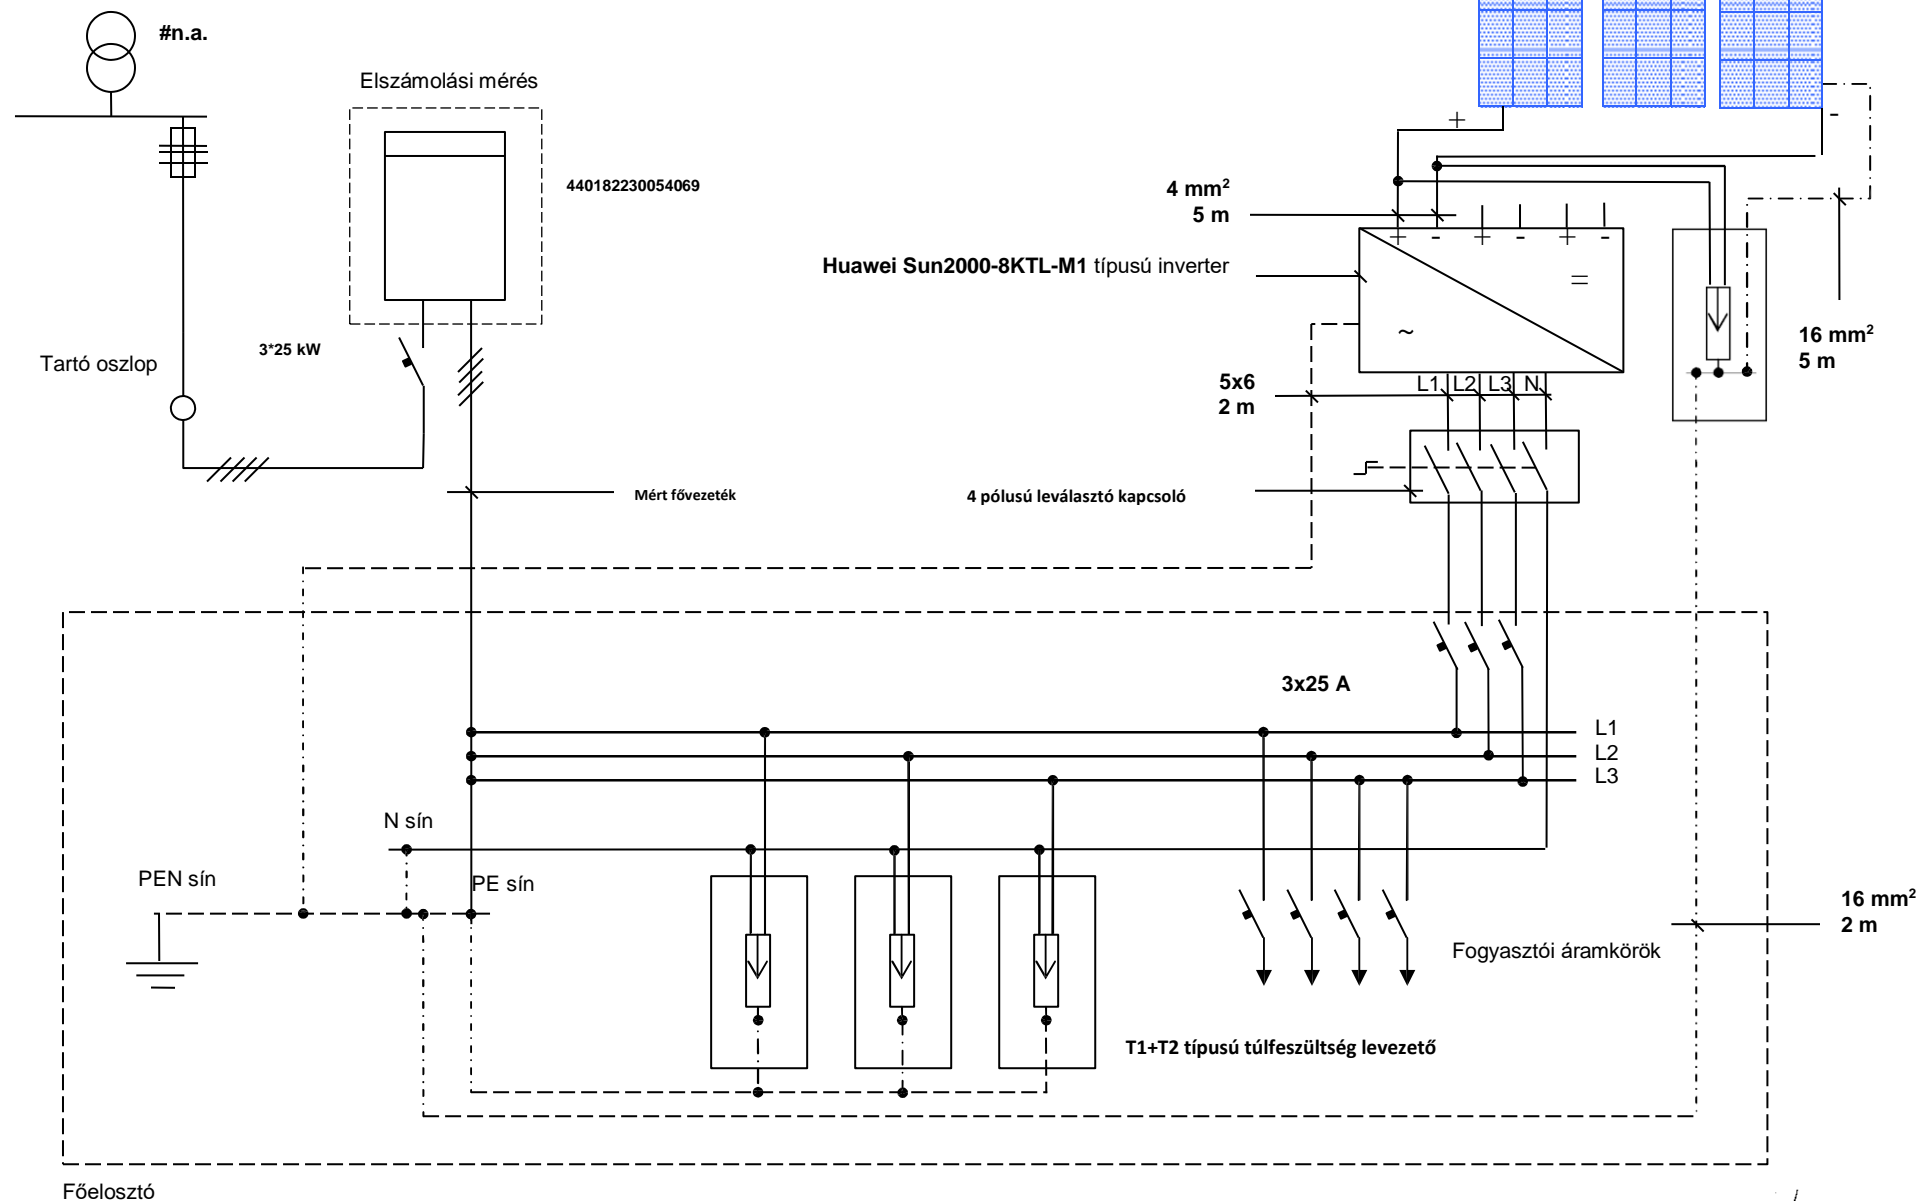 #n.a.
Elszámolási mérés
440182230054069
3*25 kW
Tartó oszlop
Mért fővezeték
+
-
4 mm²
5 m
+ - + - + -
Huawei Sun2000-8KTL-M1 típusú inverter
=
~
16 mm²
5 m
5x6
2 m
L1 L2 L3 N
4 pólusú leválasztó kapcsoló
3x25 A
L1
L2
L3
N sín
PEN sín
PE sín
16 mm²
2 m
Fogyasztói áramkörök
T1+T2 típusú túlfeszültség levezető
Főelosztó